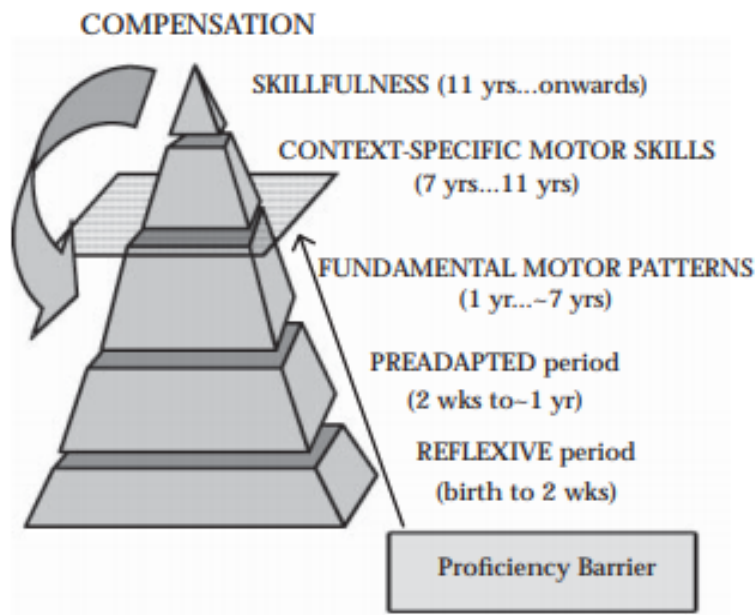 COMPENSATION
SKILLFULNESS (11 yrs...onwards)
CONTEXT-SPECIFIC MOTOR SKILLS
(7 yrs...11 yrs)
FUNDAMENTAL MOTOR PATTERNS
(1 yr...~7 yrs)
PREADAPTED period
(2 wks to~1 yr)
REFLEXIVE period
(birth to 2 wks)
Proficiency Barrier